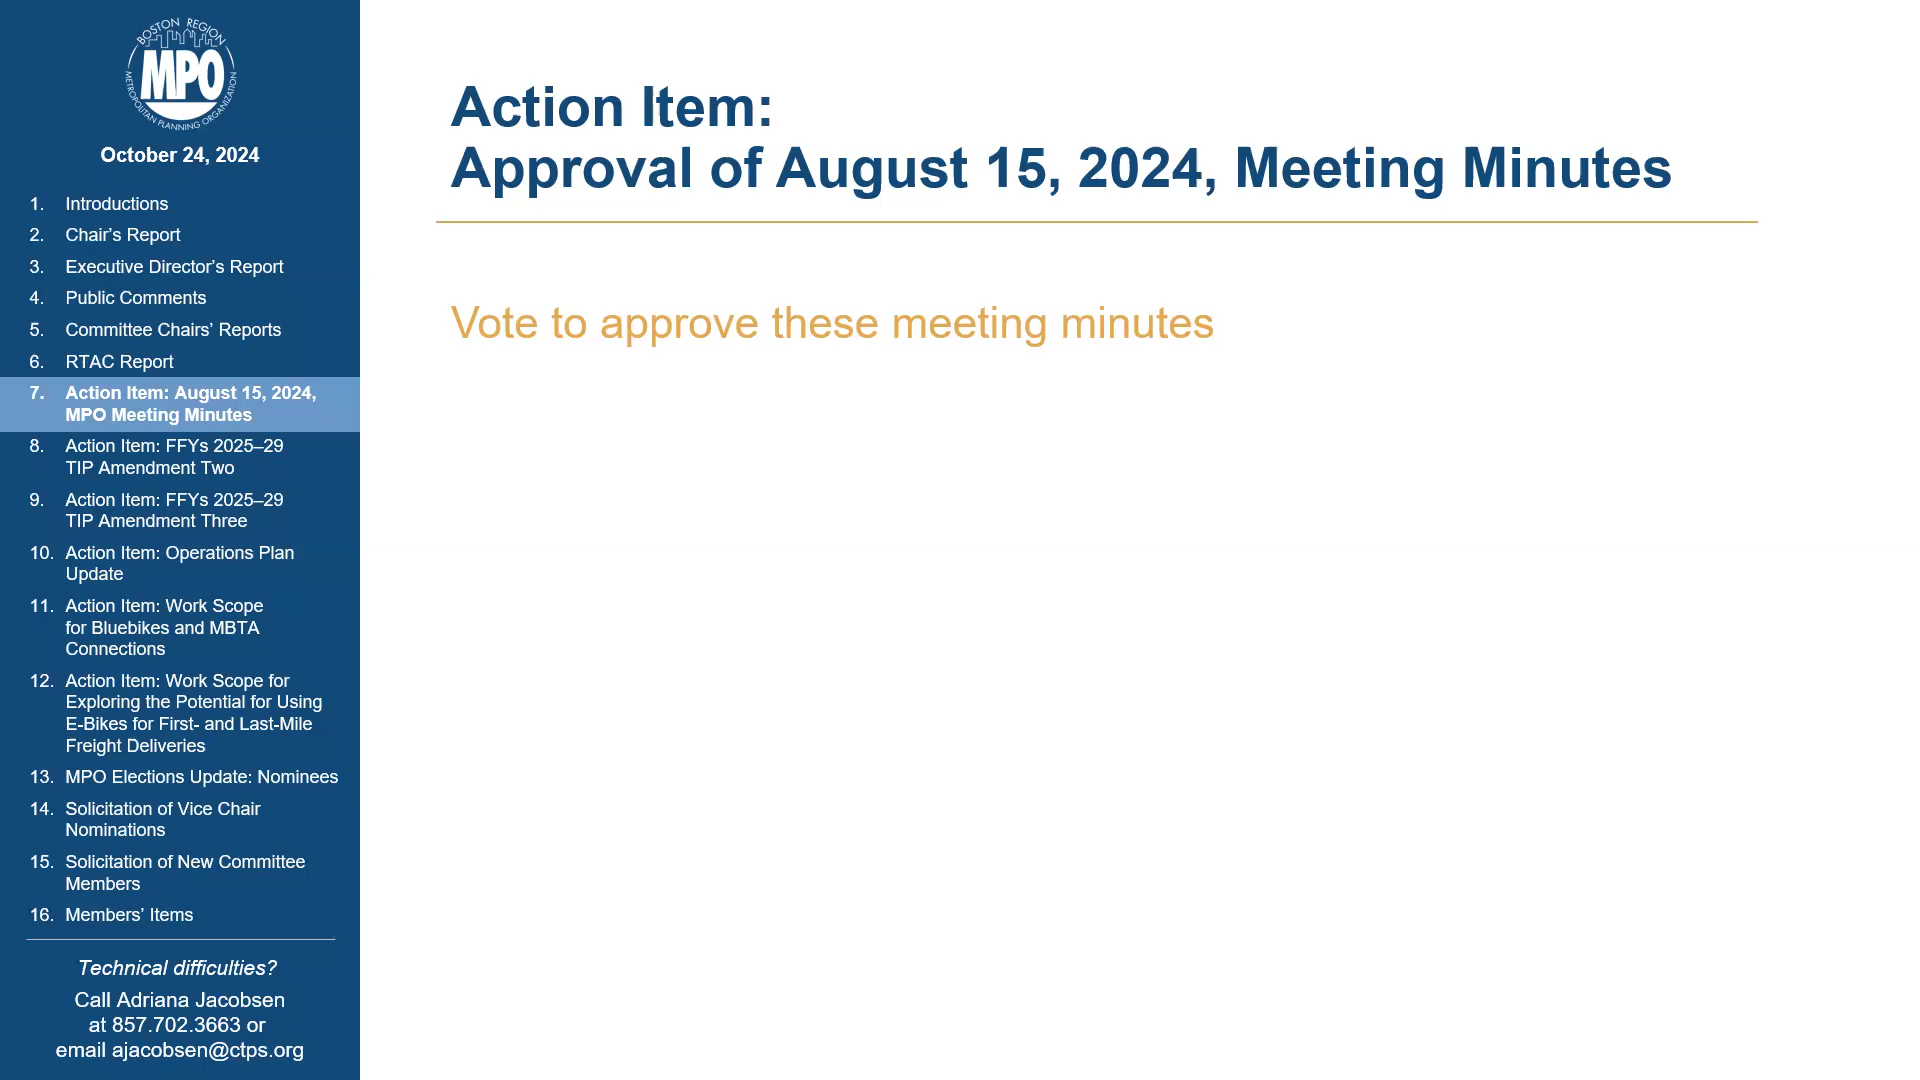 BOSTON REGION
MPO
METROPOLITAN PLANNING ORGANIZATION
October 24, 2024
1. Introductions
2. Chair’s Report
3. Executive Director’s Report
4. Public Comments
5. Committee Chairs’ Reports
6. RTAC Report
7. Action Item: August 15, 2024,
MPO Meeting Minutes
8. Action Item: FFYs 2025–29
TIP Amendment Two
9. Action Item: FFYs 2025–29
TIP Amendment Three
10. Action Item: Operations Plan
Update
11. Action Item: Work Scope
for Bluebikes and MBTA
Connections
12. Action Item: Work Scope for
Exploring the Potential for Using
E-Bikes for First- and Last-Mile
Freight Deliveries
13. MPO Elections Update: Nominees
14. Solicitation of Vice Chair
Nominations
15. Solicitation of New Committee
Members
16. Members’ Items
Technical difficulties?
Call Adriana Jacobsen
at 857.702.3663 or
email ajacobsen@ctps.org
Action Item:
Approval of August 15, 2024, Meeting Minutes
Vote to approve these meeting minutes